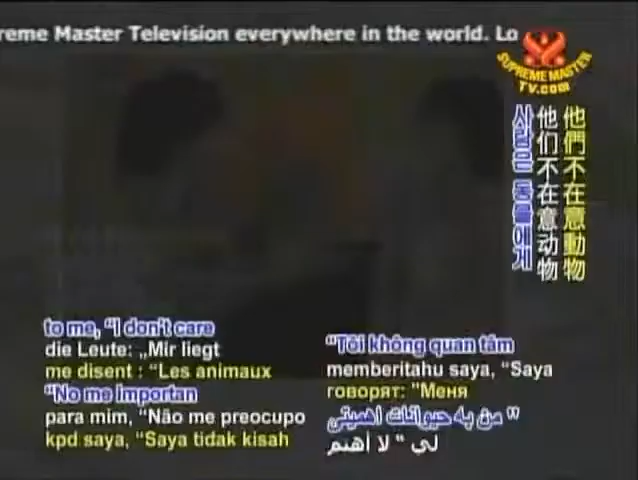 reme Master Television everywhere in the world. Lo
SUPREME MASTER
TV.com
他們不在意動物
他们不在意动物
사람은 동물에게
to me, “I don't care
die Leute: „Mir liegt
me disent : “Les animaux
“No me importan
para mim, “Não me preocupo
kpd saya, “Saya tidak kisah
“Tôi không quan tâm
memberitahu saya, “Saya
говорят: "Меня
" من به حیوانات اهمیتی
لي " لا أهتم